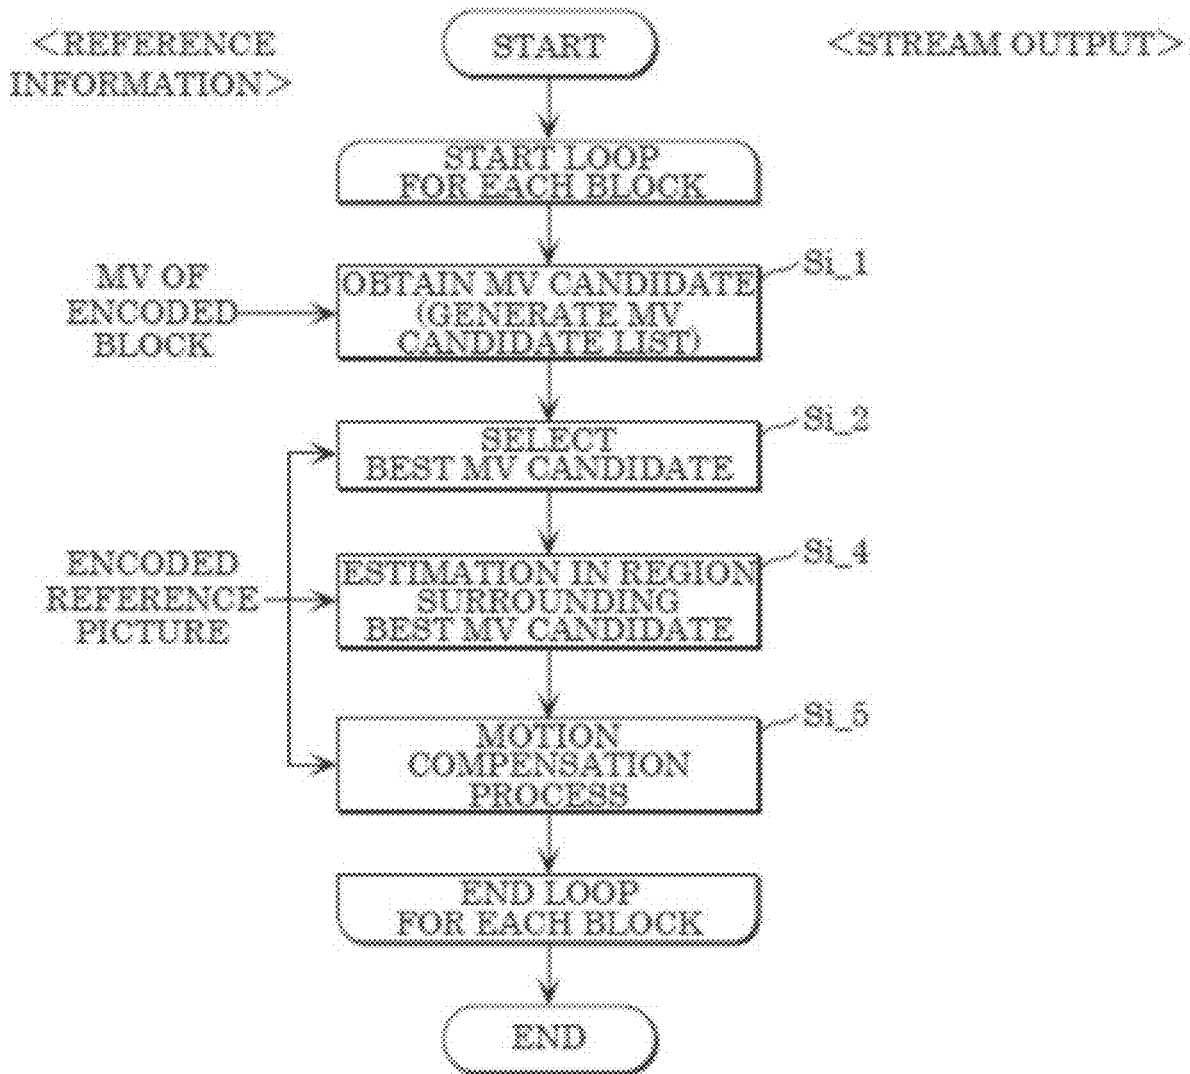 <REFERENCE
INFORMATION>
START
<STREAM OUTPUT>
START LOOP
FOR EACH BLOCK
MV OF
ENCODED
BLOCK
OBTAIN MV CANDIDATE
(GENERATE MV
CANDIDATE LIST)
Si_1
SELECT
BEST MV CANDIDATE
Si_2
ENCODED
REFERENCE
PICTURE
ESTIMATION IN REGION
SURROUNDING
BEST MV CANDIDATE
Si_4
MOTION
COMPENSATION
PROCESS
Si_5
END LOOP
FOR EACH BLOCK
END